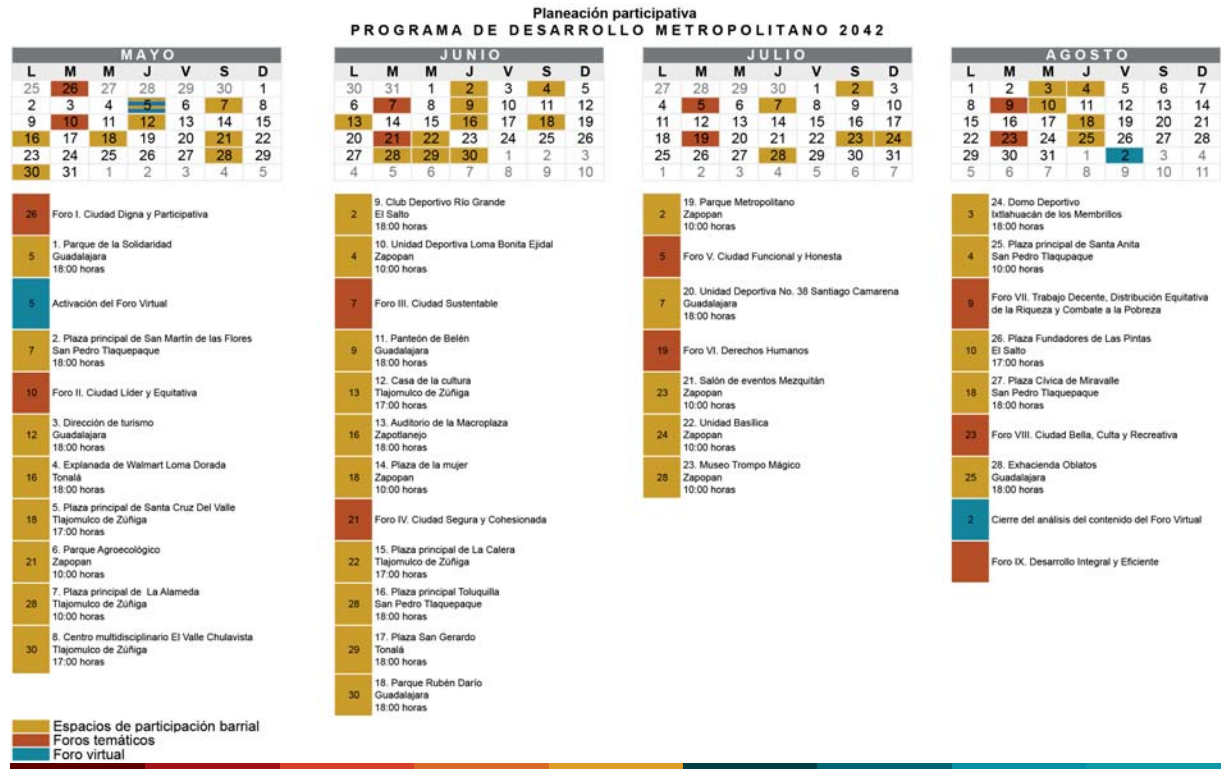 Planeación participativa
PROGRAMA DE DESARROLLO METROPOLITANO 2042
MAYO
L M M J V S D
25 26 27 28 29 30 1
2 3 4 5 6 7 8
9 10 11 12 13 14 15
16 17 18 19 20 21 22
23 24 25 26 27 28 29
30 31 1 2 3 4 5
26 Foro I. Ciudad Digna y Participativa
1. Parque de la Solidaridad
5 Guadalajara
18:00 horas
5 Activación del Foro Virtual
2. Plaza principal de San Martín de las Flores
7 San Pedro Tlaquepaque
18:00 horas
10 Foro II. Ciudad Líder y Equitativa
3. Dirección de turismo
12 Guadalajara
18:00 horas
4. Explanada de Walmart Loma Dorada
16 Tonalá
18:00 horas
5. Plaza principal de Santa Cruz Del Valle
18 Tlajomulco de Zúñiga
17:00 horas
6. Parque Agroecológico
21 Zapopan
10:00 horas
7. Plaza principal de La Alameda
28 Tlajomulco de Zúñiga
10:00 horas
8. Centro multidisciplinario El Valle Chulavista
30 Tlajomulco de Zúñiga
17:00 horas
JUNIO
L M M J V S D
30 31 1 2 3 4 5
6 7 8 9 10 11 12
13 14 15 16 17 18 19
20 21 22 23 24 25 26
27 28 29 30 1 2 3
4 5 6 7 8 9 10
9. Club Deportivo Río Grande
2 El Salto
18:00 horas
10. Unidad Deportiva Loma Bonita Ejidal
4 Zapopan
10:00 horas
7 Foro III. Ciudad Sustentable
11. Panteón de Belén
9 Guadalajara
18:00 horas
12. Casa de la cultura
13 Tlajomulco de Zúñiga
17:00 horas
13. Auditorio de la Macroplaza
16 Zapotlanejo
18:00 horas
14. Plaza de la mujer
18 Zapopan
10:00 horas
21 Foro IV. Ciudad Segura y Cohesionada
15. Plaza principal de La Calera
22 Tlajomulco de Zúñiga
17:00 horas
16. Plaza principal Toluquilla
28 San Pedro Tlaquepaque
18:00 horas
17. Plaza San Gerardo
29 Tonalá
18:00 horas
18. Parque Rubén Darío
30 Guadalajara
18:00 horas
JULIO
L M M J V S D
27 28 29 30 1 2 3
4 5 6 7 8 9 10
11 12 13 14 15 16 17
18 19 20 21 22 23 24
25 26 27 28 29 30 31
1 2 3 4 5 6 7
19. Parque Metropolitano
2 Zapopan
10:00 horas
5 Foro V. Ciudad Funcional y Honesta
20. Unidad Deportiva No. 38 Santiago Camarena
7 Guadalajara
18:00 horas
19 Foro VI. Derechos Humanos
21. Salón de eventos Mezquitán
23 Zapopan
10:00 horas
22. Unidad Basílica
24 Zapopan
10:00 horas
23. Museo Trompo Mágico
28 Zapopan
10:00 horas
AGOSTO
L M M J V S D
1 2 3 4 5 6 7
8 9 10 11 12 13 14
15 16 17 18 19 20 21
22 23 24 25 26 27 28
29 30 31 1 2 3 4
5 6 7 8 9 10 11
24. Domo Deportivo
3 Ixtlahuacán de los Membrillos
18:00 horas
25. Plaza principal de Santa Anita
4 San Pedro Tlaqupaque
10:00 horas
9 Foro VII. Trabajo Decente, Distribución Equitativa
de la Riqueza y Combate a la Pobreza
26. Plaza Fundadores de Las Pintas
10 El Salto
17:00 horas
27. Plaza Cívica de Miravalle
18 San Pedro Tlaquepaque
18:00 horas
23 Foro VIII. Ciudad Bella, Culta y Recreativa
28. Exhacienda Oblatos
25 Guadalajara
18:00 horas
2 Cierre del análisis del contenido del Foro Virtual
Foro IX. Desarrollo Integral y Eficiente
Espacios de participación barrial
Foros temáticos
Foro virtual